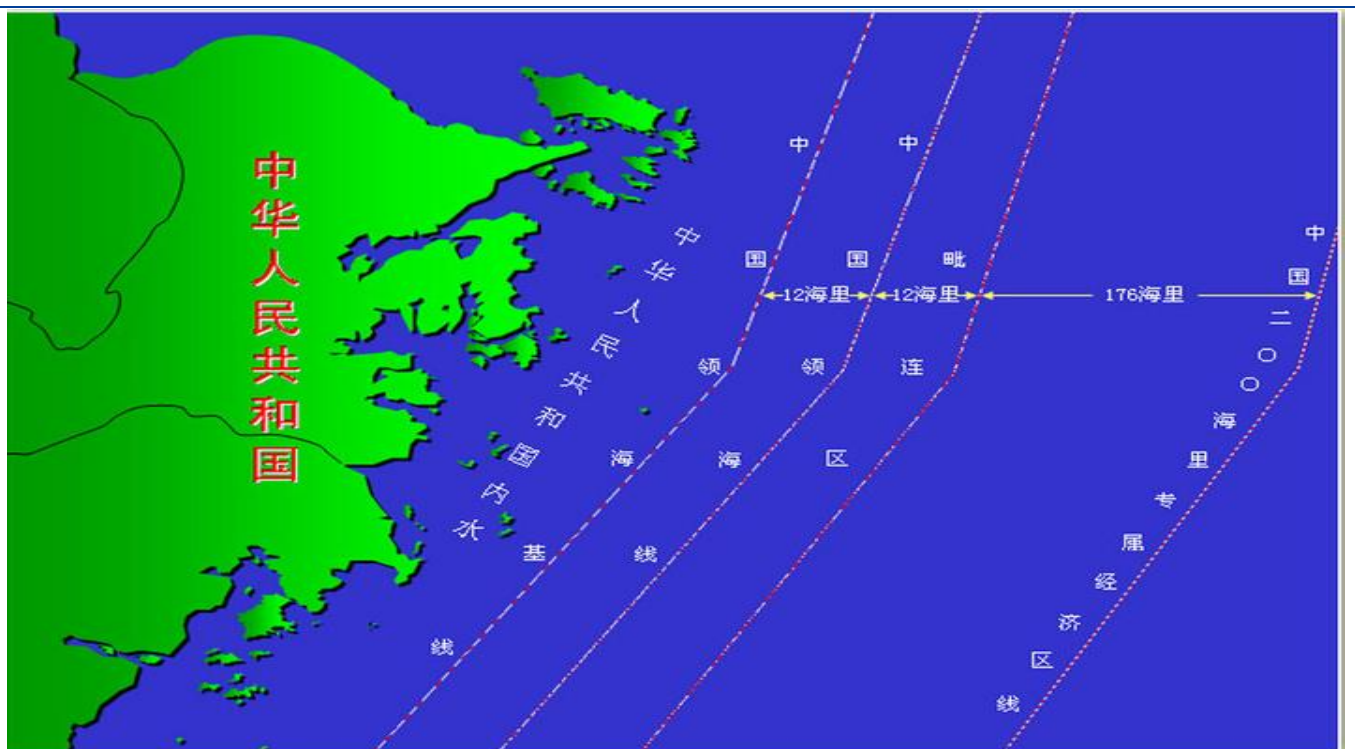 中华人民共和国
中华人民共和国内水
中国领海基线
中国领海线
毗连区
中国二〇〇海里专属经济区线
12海里
12海里
176海里